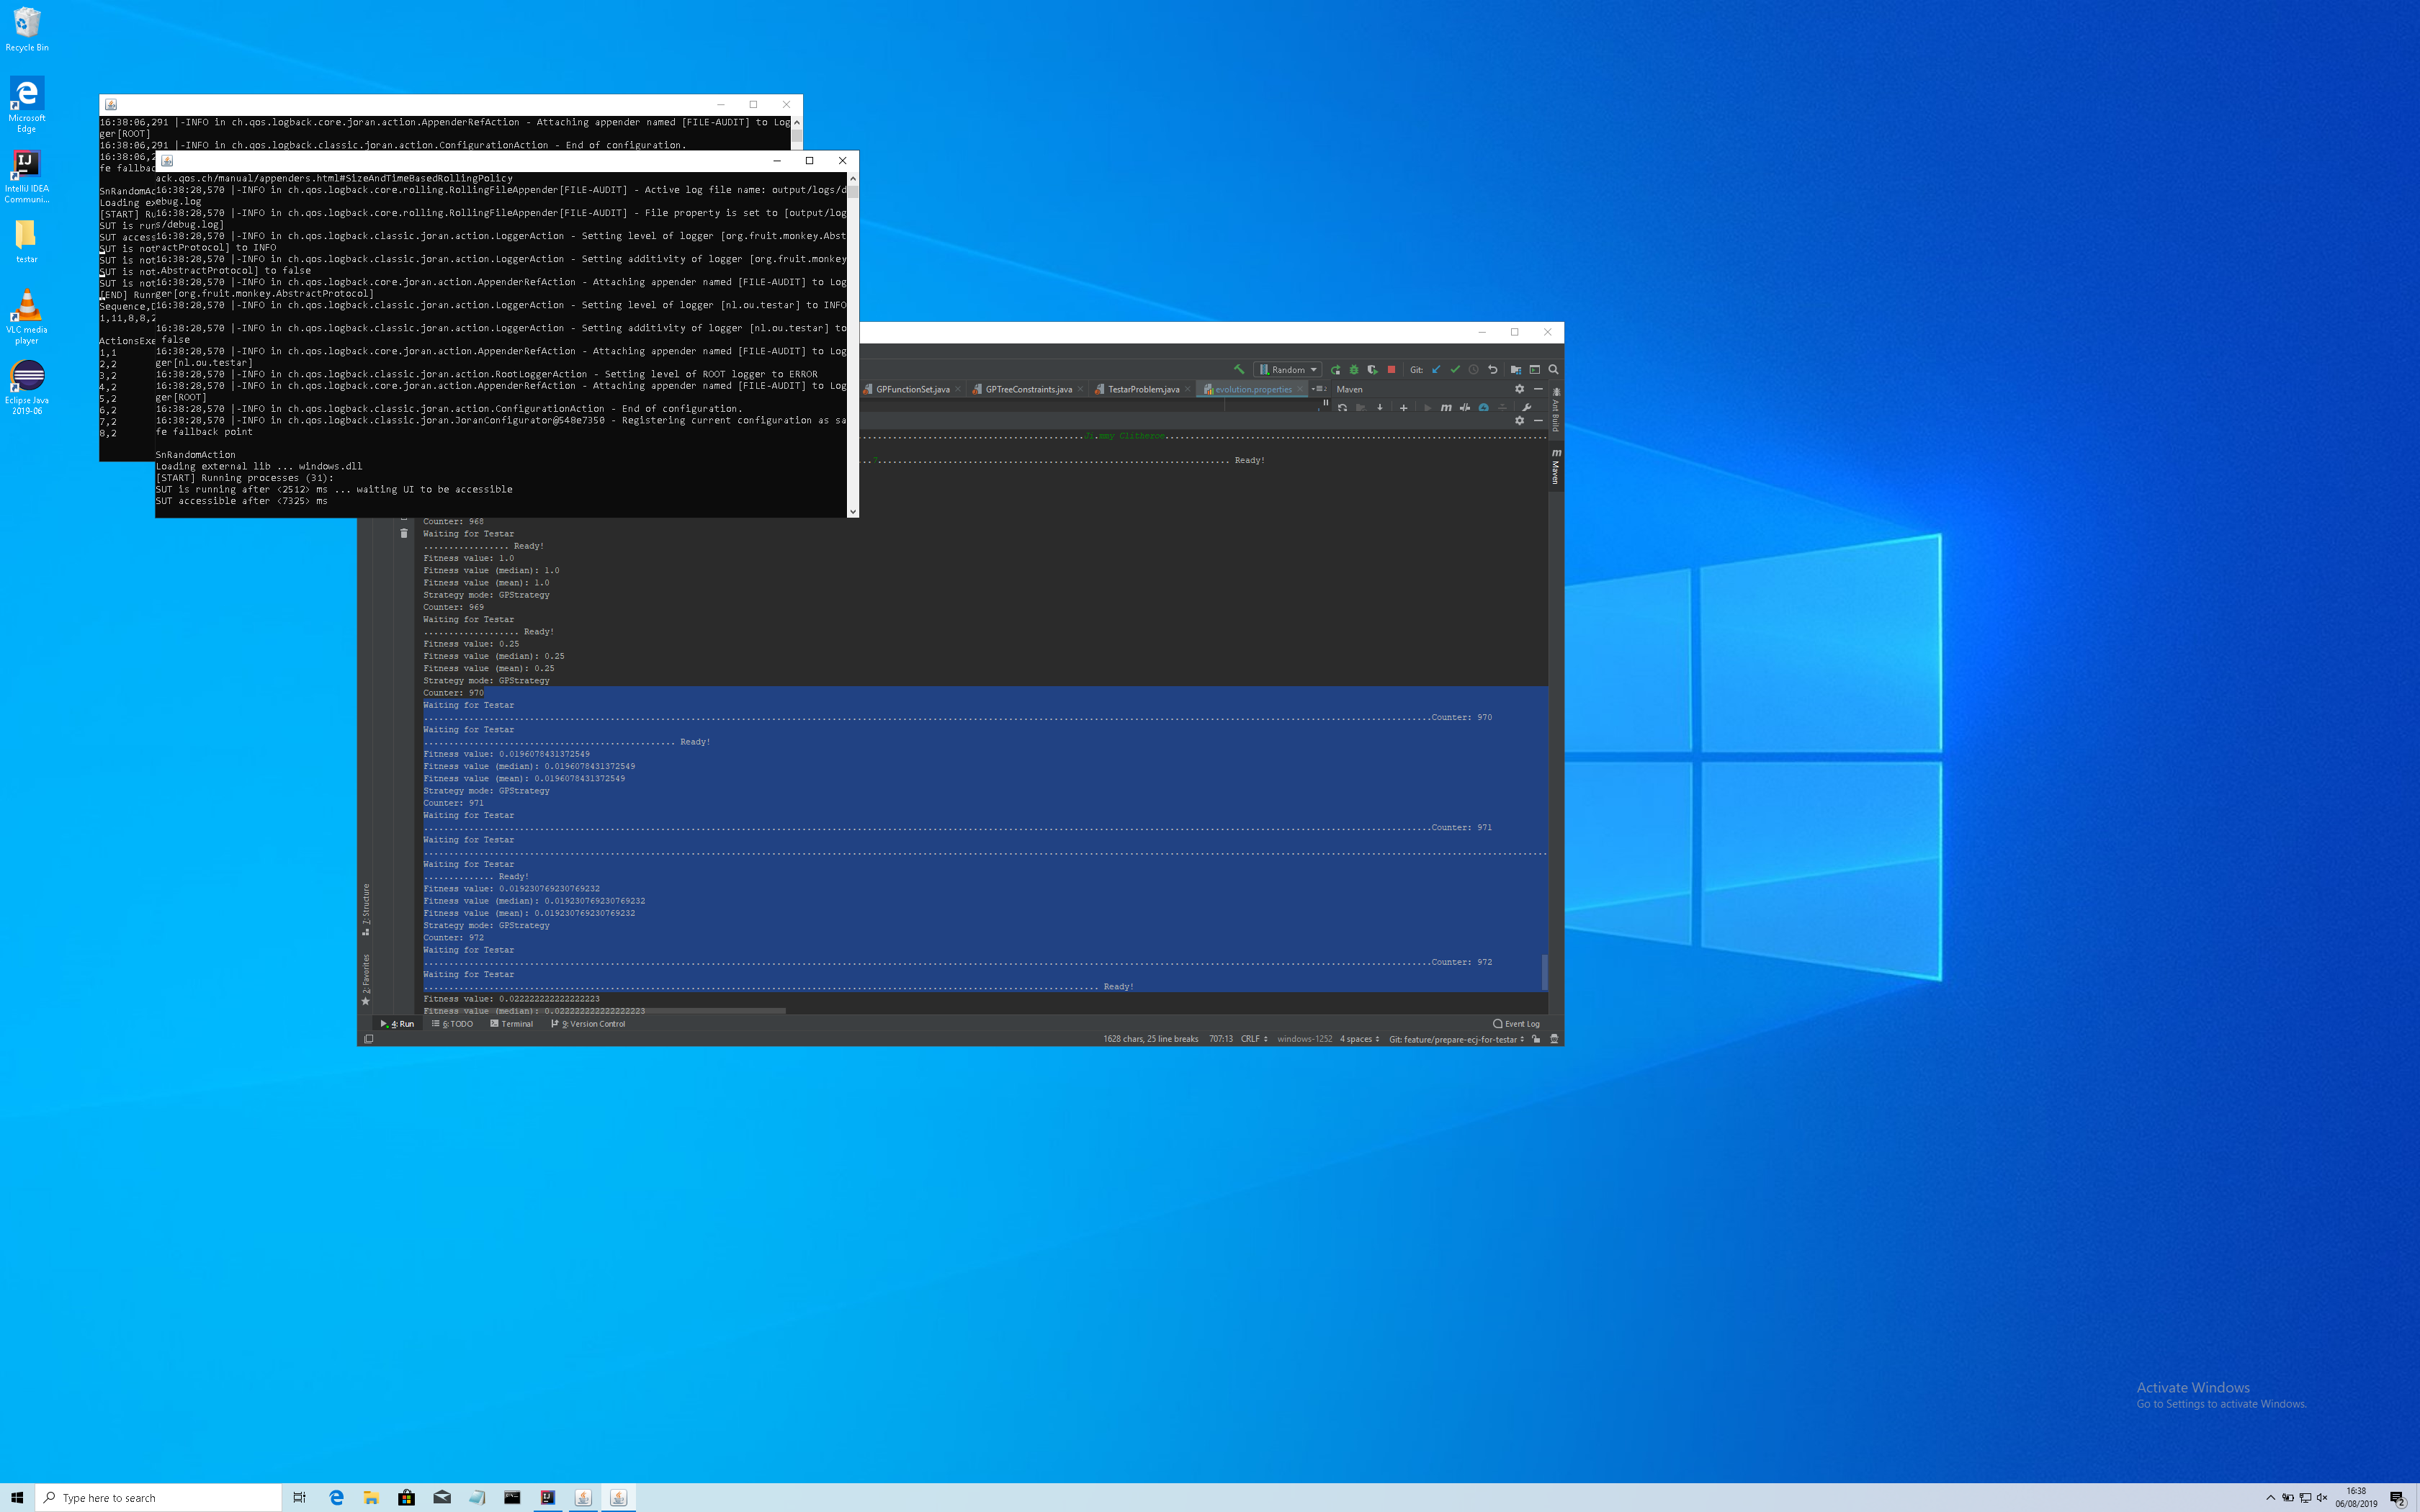 Recycle Bin
Microsoft
Edge
IntelliJ IDEA
Communi...
testar
VLC media
player
Eclipse Java
2019-06
16:38:06,291 |-INFO in ch.qos.logback.core.joran.action.AppenderRefAction - Attaching appender named [FILE-AUDIT] to Log
ger[ROOT]
16:38:06,291 |-INFO in ch.qos.logback.classic.joran.action.ConfigurationAction - End of configuration.
16:38:06,2
fe fallbac
SnRandomAc
Loading ex
[START] Ru
SUT is run
SUT access
SUT is not
SUT is not
SUT is not
[END] Runn
Sequence,
1,11,8,8,2
ActionsExe
1,1
2,2
3,2
4,2
5,2
6,2
7,2
8,2
ack.qos.ch/manual/appenders.html#SizeAndTimeBasedRollingPolicy
16:38:28,570 |-INFO in ch.qos.logback.core.rolling.RollingFileAppender[FILE-AUDIT] - Active log file name: output/logs/d
ebug.log
16:38:28,570 |-INFO in ch.qos.logback.core.rolling.RollingFileAppender[FILE-AUDIT] - File property is set to [output/log
s/debug.log]
16:38:28,570 |-INFO in ch.qos.logback.classic.joran.action.LoggerAction - Setting level of logger [org.fruit.monkey.Abst
ractProtocol] to INFO
16:38:28,570 |-INFO in ch.qos.logback.classic.joran.action.LoggerAction - Setting additivity of logger [org.fruit.monkey
.AbstractProtocol] to false
16:38:28,570 |-INFO in ch.qos.logback.core.joran.action.AppenderRefAction - Attaching appender named [FILE-AUDIT] to Log
ger[org.fruit.monkey.AbstractProtocol]
16:38:28,570 |-INFO in ch.qos.logback.classic.joran.action.LoggerAction - Setting level of logger [nl.ou.testar] to INFO
16:38:28,570 |-INFO in ch.qos.logback.classic.joran.action.LoggerAction - Setting additivity of logger [nl.ou.testar] to
false
16:38:28,570 |-INFO in ch.qos.logback.core.joran.action.AppenderRefAction - Attaching appender named [FILE-AUDIT] to Log
ger[nl.ou.testar]
16:38:28,570 |-INFO in ch.qos.logback.classic.joran.action.RootLoggerAction - Setting level of ROOT logger to ERROR
16:38:28,570 |-INFO in ch.qos.logback.core.joran.action.AppenderRefAction - Attaching appender named [FILE-AUDIT] to Log
ger[ROOT]
16:38:28,570 |-INFO in ch.qos.logback.classic.joran.action.ConfigurationAction - End of configuration.
16:38:28,570 |-INFO in ch.qos.logback.classic.joran.JoranConfigurator@548e7350 - Registering current configuration as sa
fe fallback point
SnRandomAction
Loading external lib ... windows.dll
[START] Running processes (31):
SUT is running after <2512> ms ... waiting UI to be accessible
SUT accessible after <7325> ms
Random Git:
GPFunctionSet.java GPTreeConstraints.java TestarProblem.java evolution.properties Maven
Ant Build
Maven
...Ji.mmy Clitheroe...
... Ready!
Counter: 968
Waiting for Testar
................. Ready!
Fitness value: 1.0
Fitness value (median): 1.0
Fitness value (mean): 1.0
Strategy mode: GPStrategy
Counter: 969
Waiting for Testar
................... Ready!
Fitness value: 0.25
Fitness value (median): 0.25
Fitness value (mean): 0.25
Strategy mode: GPStrategy
Counter: 970
Waiting for Testar
...Counter: 970
Waiting for Testar
... Ready!
Fitness value: 0.0196078431372549
Fitness value (median): 0.0196078431372549
Fitness value (mean): 0.0196078431372549
Strategy mode: GPStrategy
Counter: 971
Waiting for Testar
...Counter: 971
Waiting for Testar
...
Waiting for Testar
.............. Ready!
Fitness value: 0.019230769230769232
Fitness value (median): 0.019230769230769232
Fitness value (mean): 0.019230769230769232
Strategy mode: GPStrategy
Counter: 972
Waiting for Testar
...Counter: 972
Waiting for Testar
... Ready!
Fitness value: 0.022222222222222223
Fitness value (median): 0.022222222222222223
7: Structure
2: Favorites
4: Run 6: TODO Terminal 9: Version Control Event Log
1628 chars, 25 line breaks 707:13 CRLF windows-1252 4 spaces Git: feature/prepare-ecj-for-testar
Activate Windows
Go to Settings to activate Windows.
Type here to search
16:38
06/08/2019
2